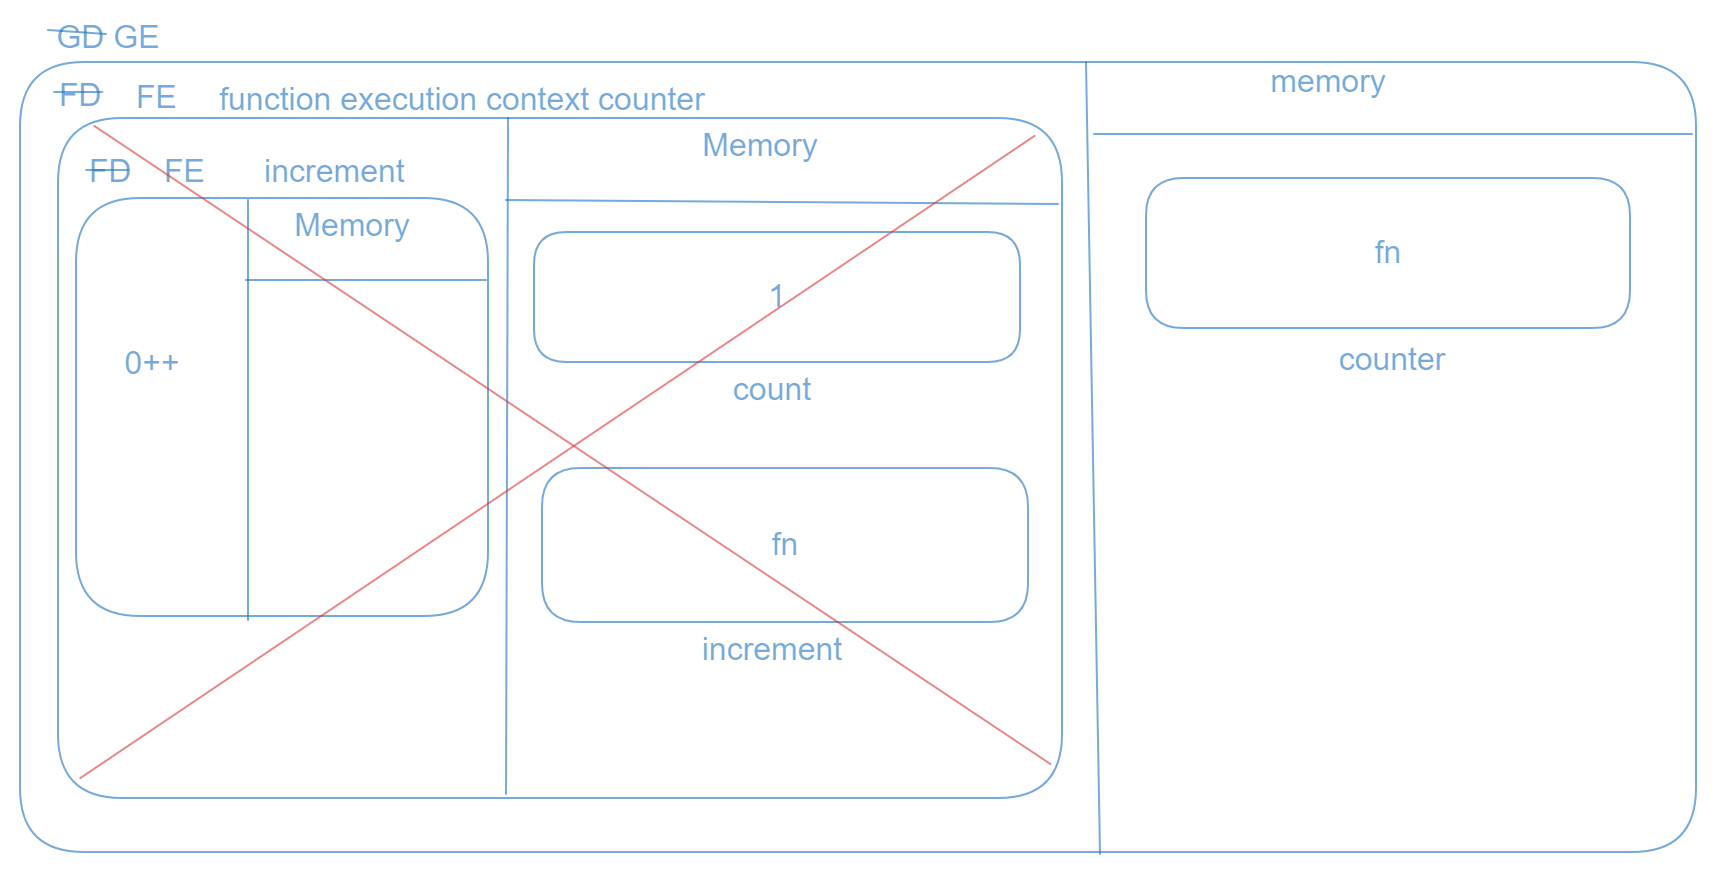 GD GE
memory
FD FE function execution context counter
Memory
FD FE increment
Memory
fn
1
counter
0++
count
fn
increment